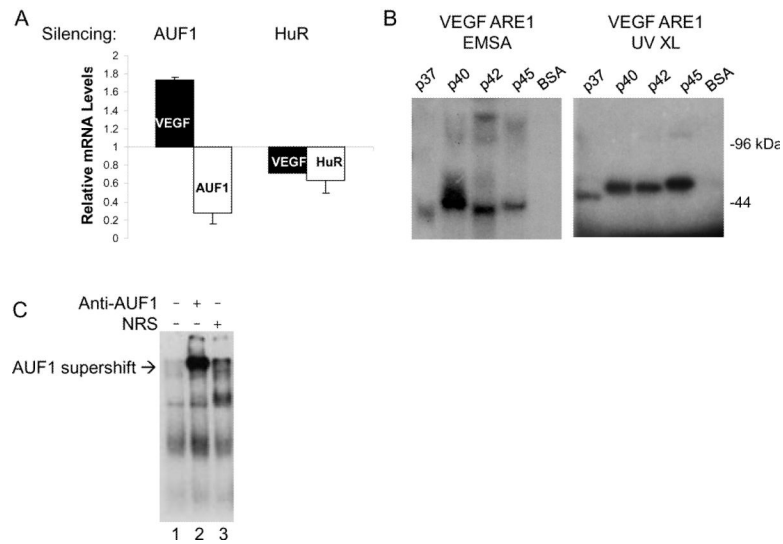 A
Silencing: AUF1 HuR
Relative mRNA Levels
2
1.8
1.6
1.4
1.2
1
0.8
0.6
0.4
0.2
0
VEGF
AUF1
VEGF
HuR
B
VEGF ARE1
EMSA
p37 p40 p42 p45 BSA
VEGF ARE1
UV XL
p37 p40 p42 p45 BSA
-96 kDa
-44
C
Anti-AUF1 - + -
NRS - - +
AUF1 supershift →
1 2 3